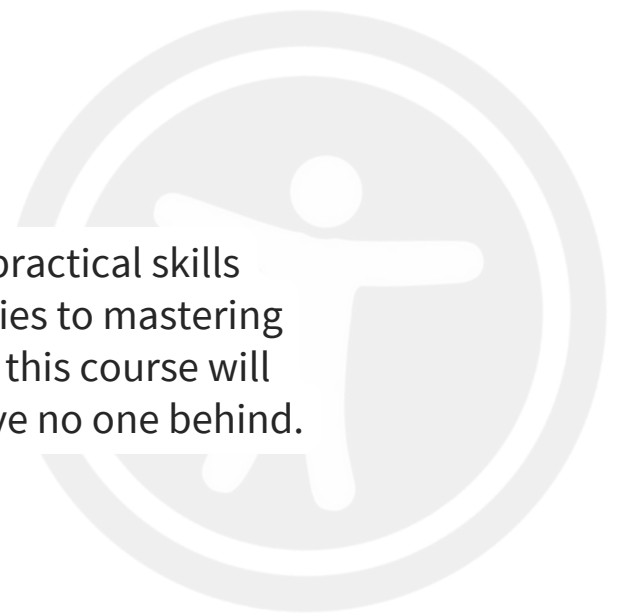 practical skills
ies to mastering
this course will
ve no one behind.